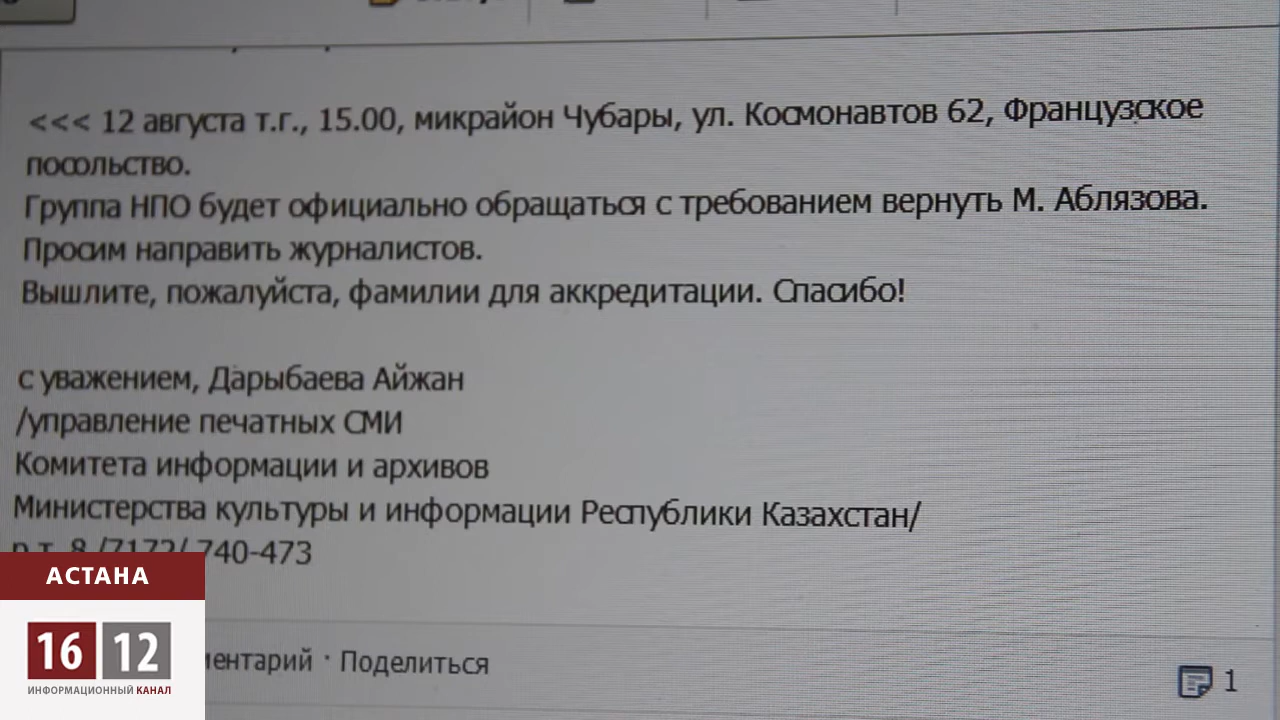 <<< 12 августа т.г., 15.00, микрайон Чубары, ул. Космонавтов 62, Французское
посольство.
Группа НПО будет официально обращаться с требованием вернуть М. Аблязова.
Просим направить журналистов.
Вышлите, пожалуйста, фамилии для аккредитации. Спасибо!
с уважением, Дарыбаева Айжан
/управление печатных СМИ
Комитета информации и архивов
Министерства культуры и информации Республики Казахстан/
р.т. 8 /7172/ 740-473
АСТАНА
16 12
ИНФОРМАЦИОННЫЙ КАНАЛ
· Поделиться
1